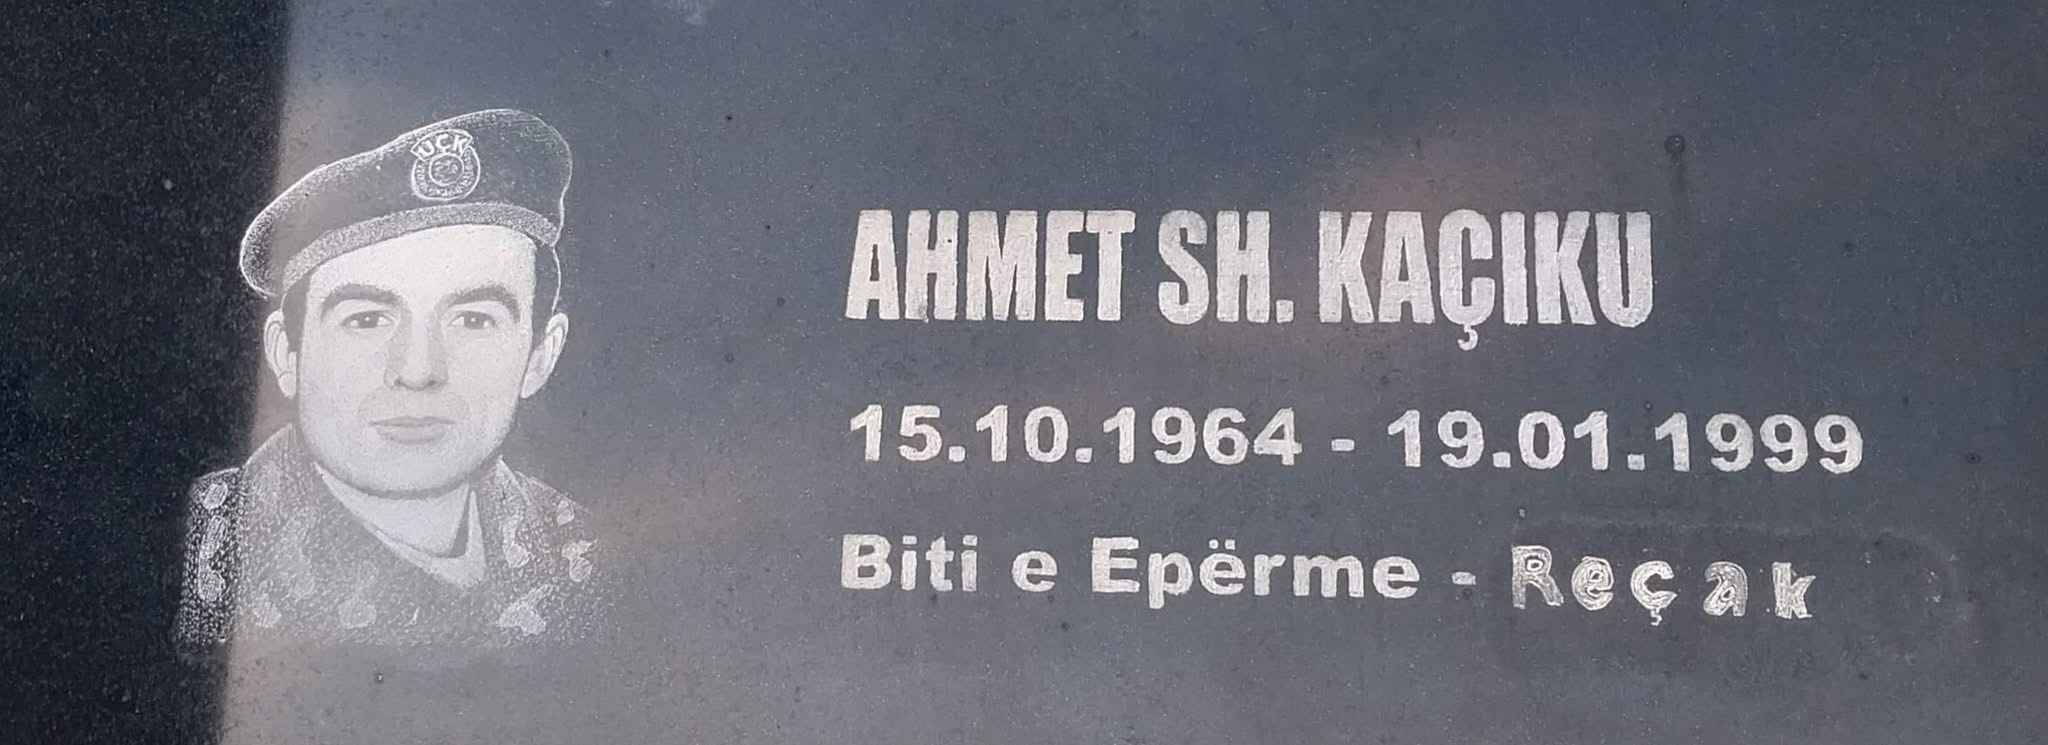 UÇK
AHMET SH. KAÇIKU
15.10.1964 - 19.01.1999
Biti e Epërme - Reçak